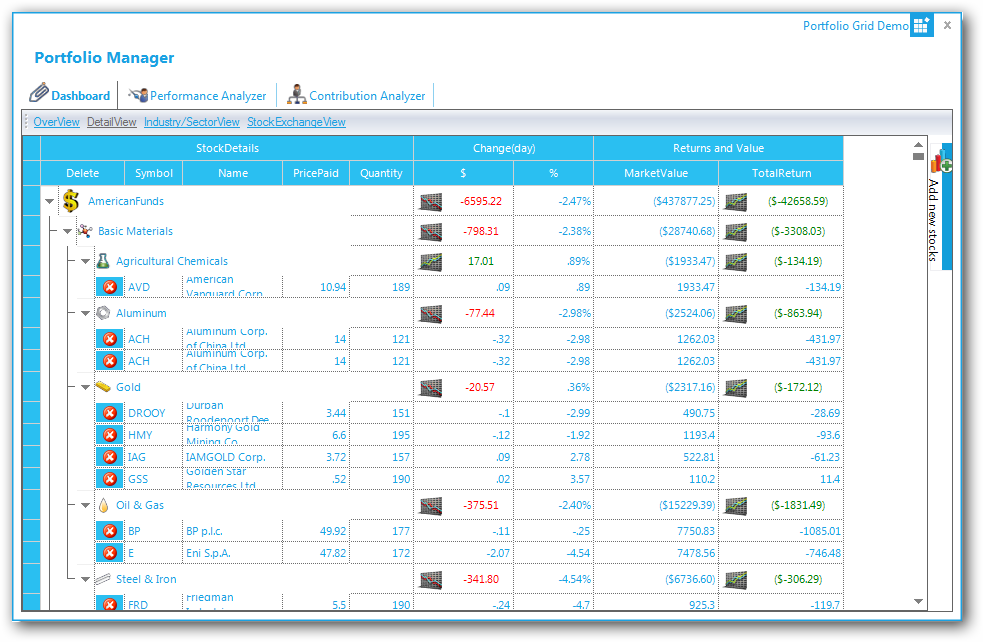 Portfolio Grid Demo
Portfolio Manager
Dashboard Performance Analyzer Contribution Analyzer
OverView DetailView Industry/SectorView StockExchangeView
StockDetails Change(day) Returns and Value
Delete Symbol Name PricePaid Quantity $ % MarketValue TotalReturn
AmericanFunds -6595.22 -2.47% ($437877.25) ($-42658.59)
Basic Materials -798.31 -2.38% ($28740.68) ($-3308.03)
Agricultural Chemicals 17.01 .89% ($1933.47) ($-134.19)
AVD American Vanguard Corp. 10.94 189 .09 .89 1933.47 -134.19
Aluminum -77.44 -2.98% ($2524.06) ($-863.94)
ACH Aluminum Corp. of China Ltd. 14 121 -.32 -2.98 1262.03 -431.97
ACH Aluminum Corp. of China Ltd. 14 121 -.32 -2.98 1262.03 -431.97
Gold -20.57 .36% ($2317.16) ($-172.12)
DROOY Durban Roodepoort Dee 3.44 151 -.1 -2.99 490.75 -28.69
HMY Harmony Gold Mining Co. 6.6 195 -.12 -1.92 1193.4 -93.6
IAG IAMGOLD Corp. 3.72 157 .09 2.78 522.81 -61.23
GSS Golden Star Resources Ltd. .52 190 .02 3.57 110.2 11.4
Oil & Gas -375.51 -2.40% ($15229.39) ($-1831.49)
BP BP p.l.c. 49.92 177 -.11 -.25 7750.83 -1085.01
E Eni S.p.A. 47.82 172 -2.07 -4.54 7478.56 -746.48
Steel & Iron -341.80 -4.54% ($6736.60) ($-306.29)
FRD Friedman 5.5 190 -.24 -4.7 925.3 -119.7
Add new stocks